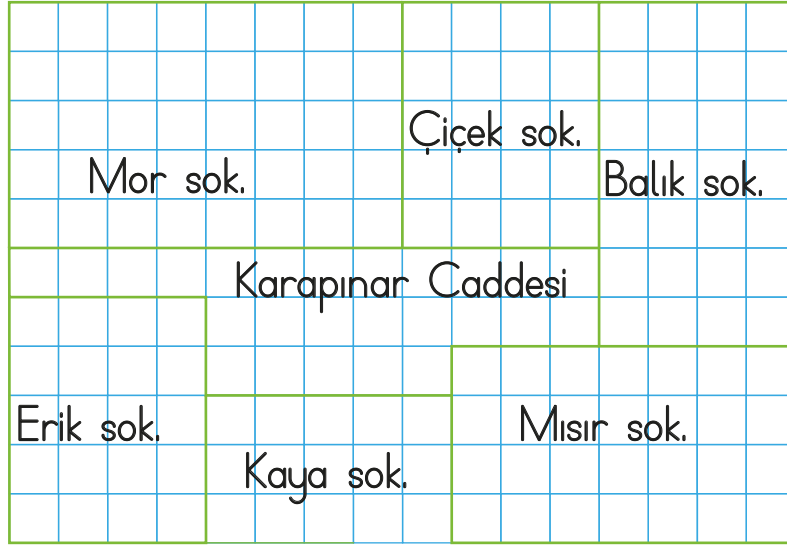 Çiçek sok.
Mor sok.
Balık sok.
Karapınar Caddesi
Erik sok.
Mısır sok.
Kaya sok.